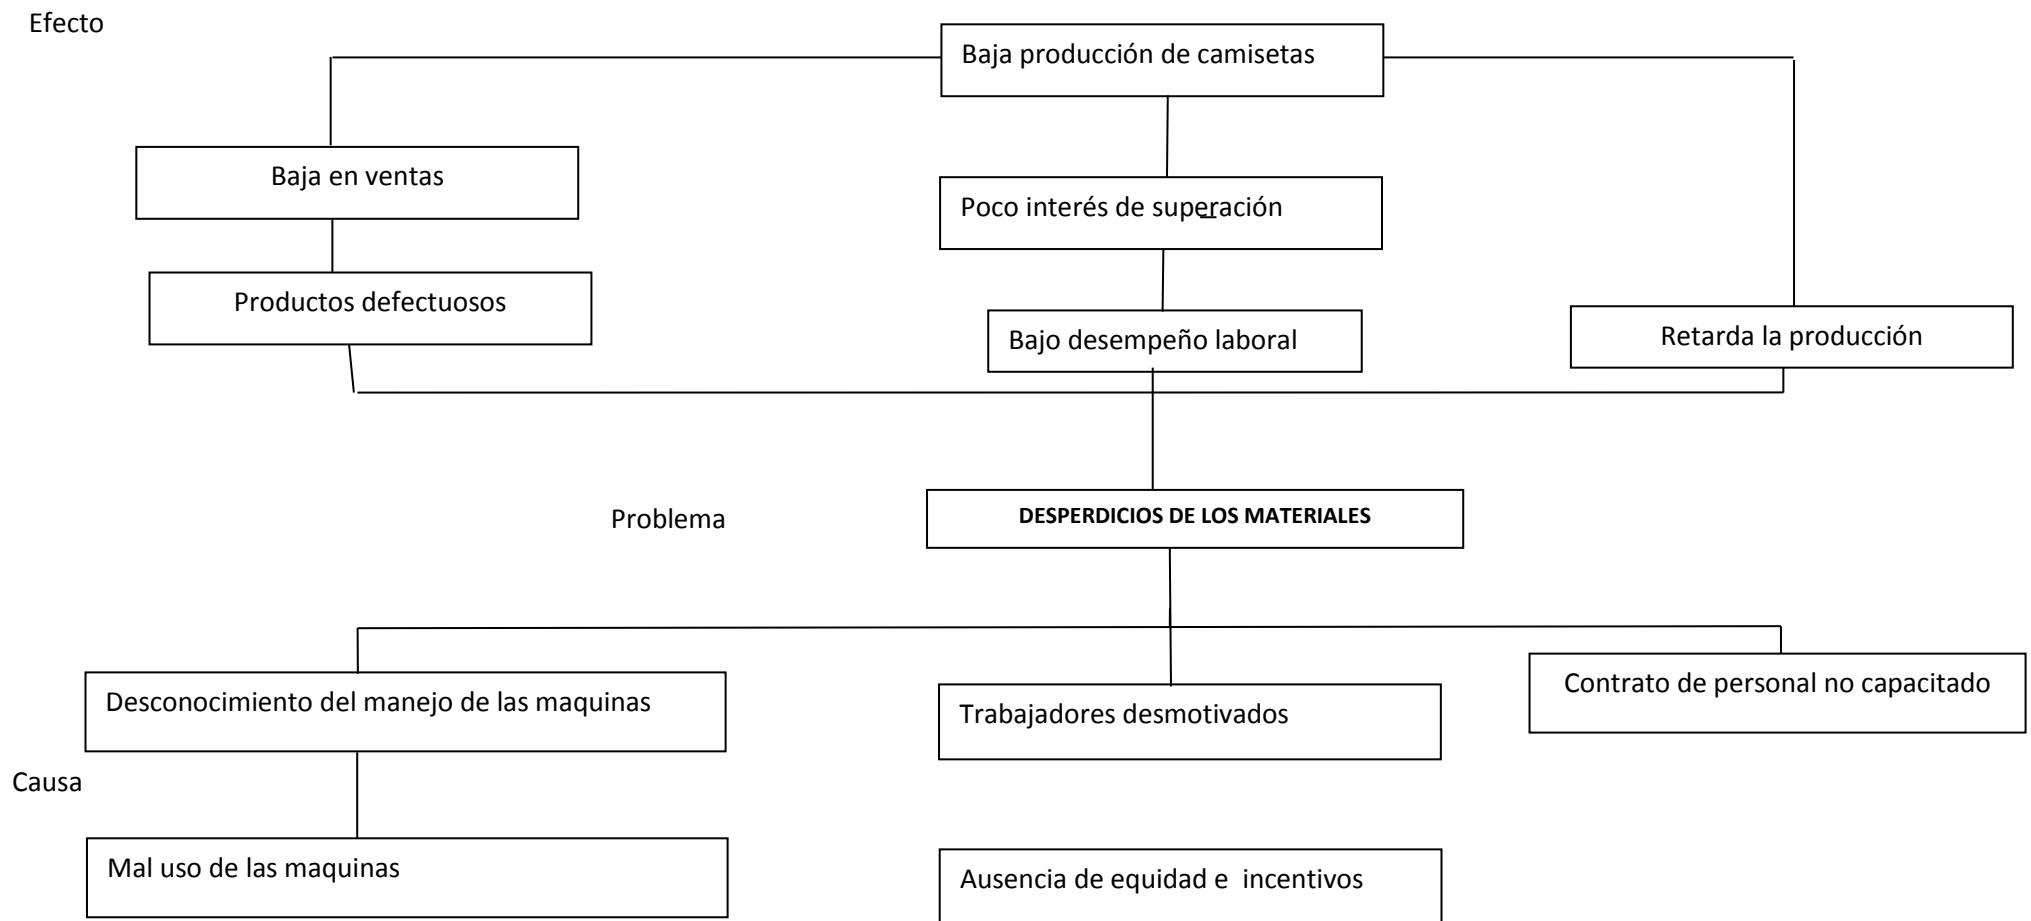 Efecto
Baja producción de camisetas
Baja en ventas
Poco interés de superación
Productos defectuosos
Bajo desempeño laboral
Retarda la producción
Problema
DESPERDICIOS DE LOS MATERIALES
Desconocimiento del manejo de las maquinas
Trabajadores desmotivados
Contrato de personal no capacitado
Causa
Mal uso de las maquinas
Ausencia de equidad e  incentivos